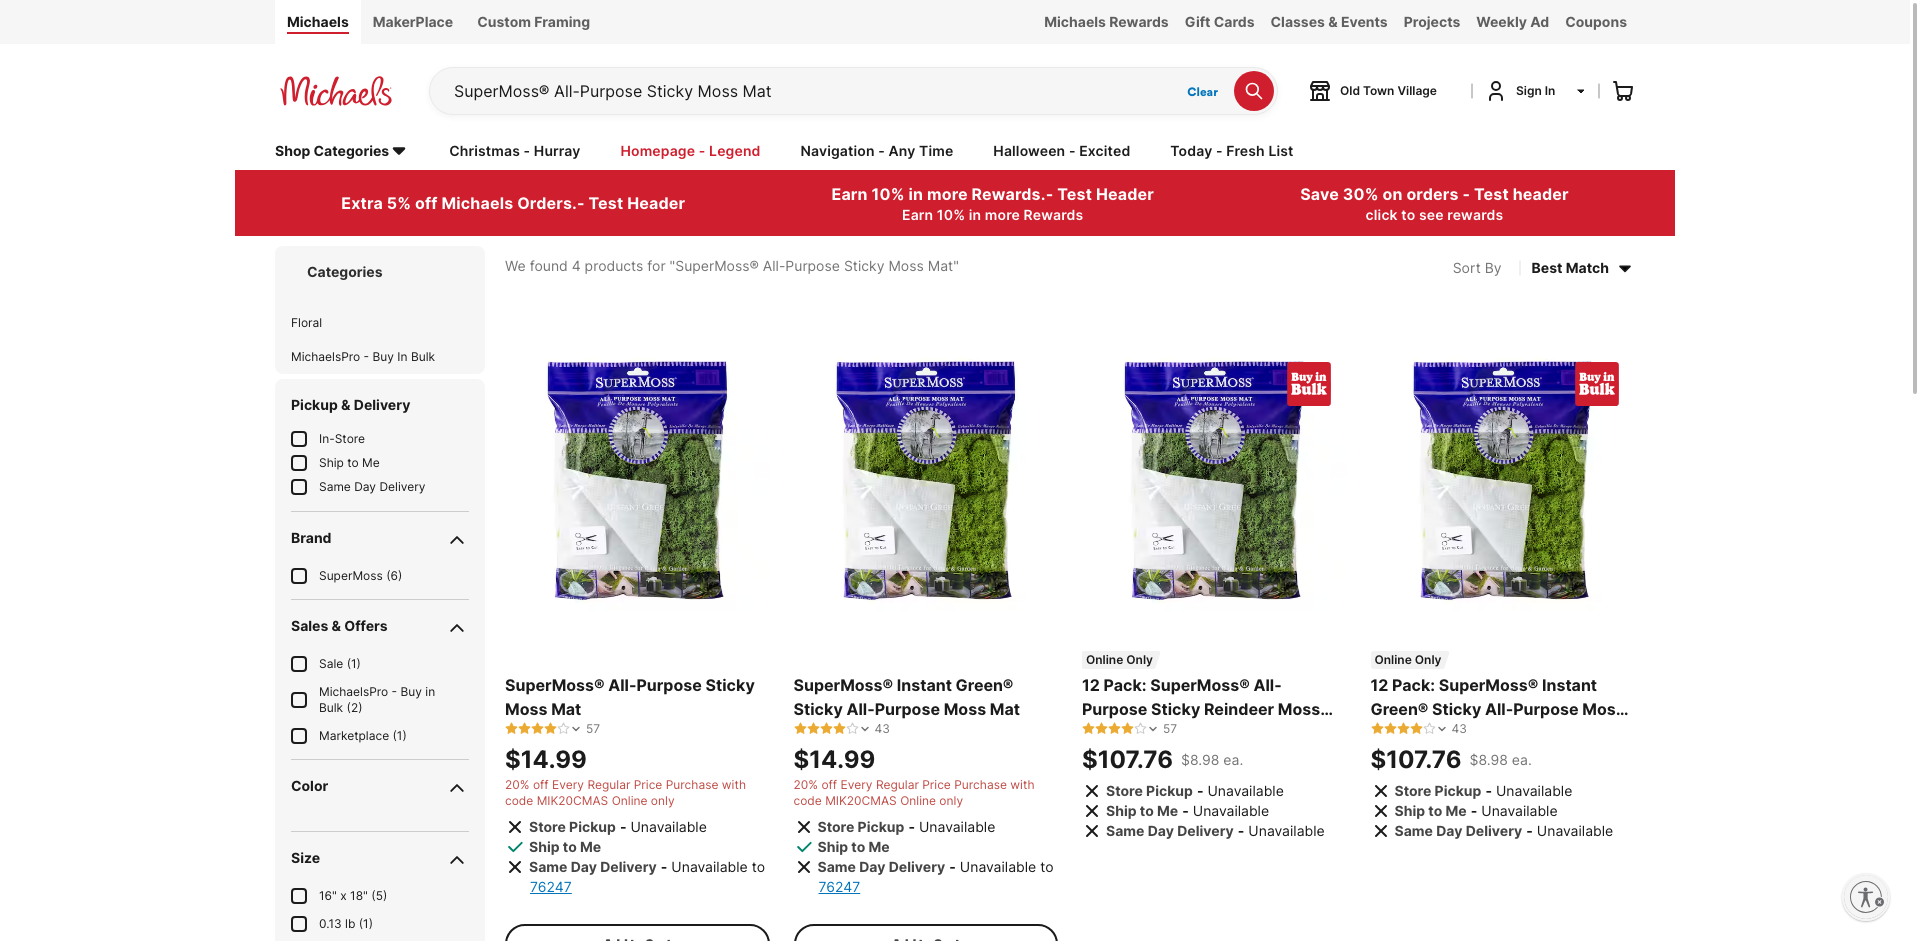 Michaels MakerPlace Custom Framing Michaels Rewards Gift Cards Classes & Events Projects Weekly Ad Coupons
Michaels
SuperMoss® All-Purpose Sticky Moss Mat Clear Old Town Village Sign In
Shop Categories Christmas - Hurray Homepage - Legend Navigation - Any Time Halloween - Excited Today - Fresh List
Extra 5% off Michaels Orders.- Test Header
Earn 10% in more Rewards.- Test Header
Earn 10% in more Rewards
Save 30% on orders - Test header
click to see rewards
Categories
Floral
MichaelsPro - Buy In Bulk
Pickup & Delivery
In-Store
Ship to Me
Same Day Delivery
Brand
SuperMoss (6)
Sales & Offers
Sale (1)
MichaelsPro - Buy in
Bulk (2)
Marketplace (1)
Color
Size
16" x 18" (5)
0.13 lb (1)
We found 4 products for "SuperMoss® All-Purpose Sticky Moss Mat"
Sort By Best Match
SUPERMOSS
ALL PURPOSE MOSS MAT
SuperMoss® All-Purpose Sticky
Moss Mat
57
$14.99
20% off Every Regular Price Purchase with
code MIK20CMAS Online only
Store Pickup - Unavailable
Ship to Me
Same Day Delivery - Unavailable to
76247
SUPERMOSS
ALL PURPOSE MOSS MAT
INSTANT GREEN
SuperMoss® Instant Green®
Sticky All-Purpose Moss Mat
43
$14.99
20% off Every Regular Price Purchase with
code MIK20CMAS Online only
Store Pickup - Unavailable
Ship to Me
Same Day Delivery - Unavailable to
76247
SUPERMOSS
ALL PURPOSE MOSS MAT
Buy in
Bulk
Online Only
12 Pack: SuperMoss® All-
Purpose Sticky Reindeer Moss...
57
$107.76 $8.98 ea.
Store Pickup - Unavailable
Ship to Me - Unavailable
Same Day Delivery - Unavailable
SUPERMOSS
ALL PURPOSE MOSS MAT
INSTANT GREEN
Buy in
Bulk
Online Only
12 Pack: SuperMoss® Instant
Green® Sticky All-Purpose Mos...
43
$107.76 $8.98 ea.
Store Pickup - Unavailable
Ship to Me - Unavailable
Same Day Delivery - Unavailable